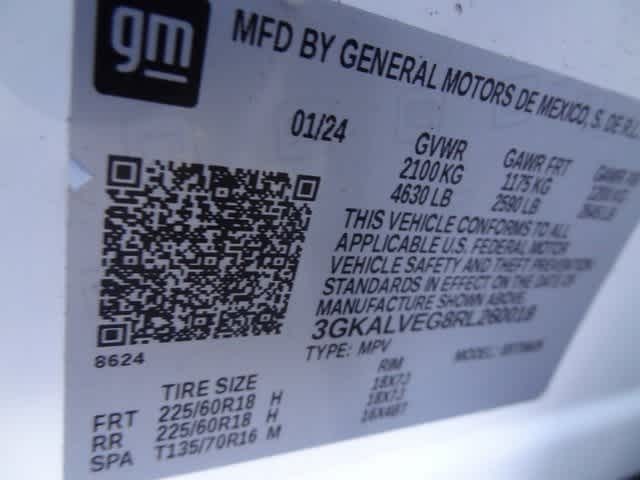 gm
MFD BY GENERAL MOTORS DE MEXICO, S. DE R.L
01/24
GVWR
2100 KG
4630 LB
GAWR FRT
1175 KG
2590 LB
GAWR
THIS VEHICLE CONFORMS TO ALL
APPLICABLE U.S. FEDERAL MOTOR
VEHICLE SAFETY AND THEFT PREVENTION
STANDARDS IN EFFECT ON THE DATE OF
MANUFACTURE SHOWN ABOVE.
3GKALVEG8RL260018
TYPE: MPV MODEL:
8624
TIRE SIZE RIM
FRT 225/60R18 H 18X7J
RR 225/60R18 H 18X7J
SPA T135/70R16 M 16X4BT